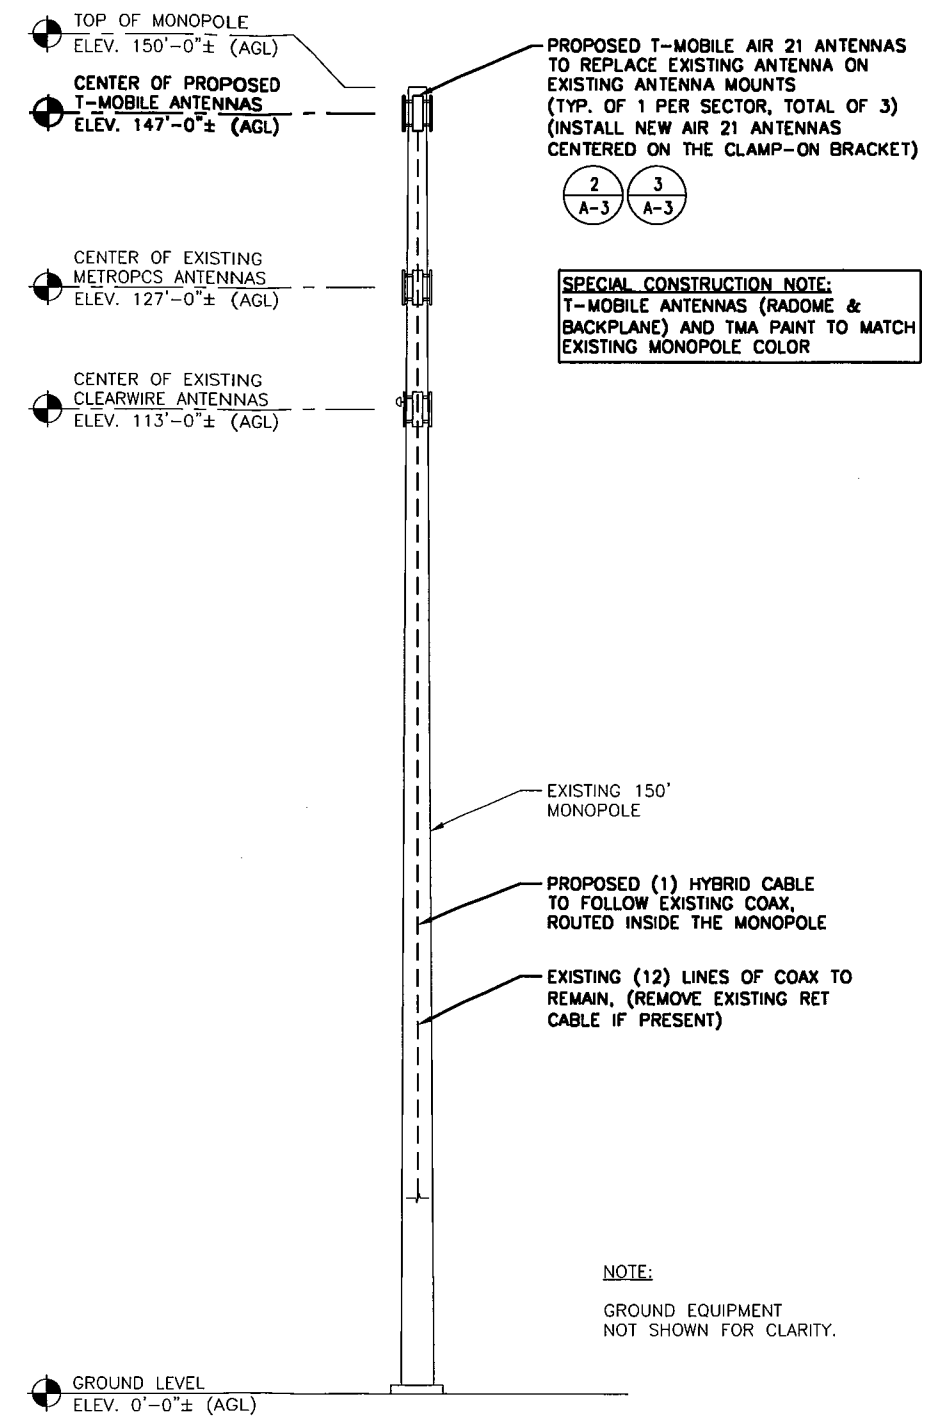 TOP OF MONOPOLE
ELEV. 150'-0"± (AGL)
CENTER OF PROPOSED
T-MOBILE ANTENNAS
ELEV. 147'-0"± (AGL)
PROPOSED T-MOBILE AIR 21 ANTENNAS
TO REPLACE EXISTING ANTENNA ON
EXISTING ANTENNA MOUNTS
(TYP. OF 1 PER SECTOR, TOTAL OF 3)
(INSTALL NEW AIR 21 ANTENNAS
CENTERED ON THE CLAMP-ON BRACKET)
2
A-3
3
A-3
CENTER OF EXISTING
METROPCS ANTENNAS
ELEV. 127'-0"± (AGL)
SPECIAL CONSTRUCTION NOTE:
T-MOBILE ANTENNAS (RADOME &
BACKPLANE) AND TMA PAINT TO MATCH
EXISTING MONOPOLE COLOR
CENTER OF EXISTING
CLEARWIRE ANTENNAS
ELEV. 113'-0"± (AGL)
EXISTING 150'
MONOPOLE
PROPOSED (1) HYBRID CABLE
TO FOLLOW EXISTING COAX,
ROUTED INSIDE THE MONOPOLE
EXISTING (12) LINES OF COAX TO
REMAIN, (REMOVE EXISTING RET
CABLE IF PRESENT)
NOTE:
GROUND EQUIPMENT
NOT SHOWN FOR CLARITY.
GROUND LEVEL
ELEV. 0'-0"± (AGL)